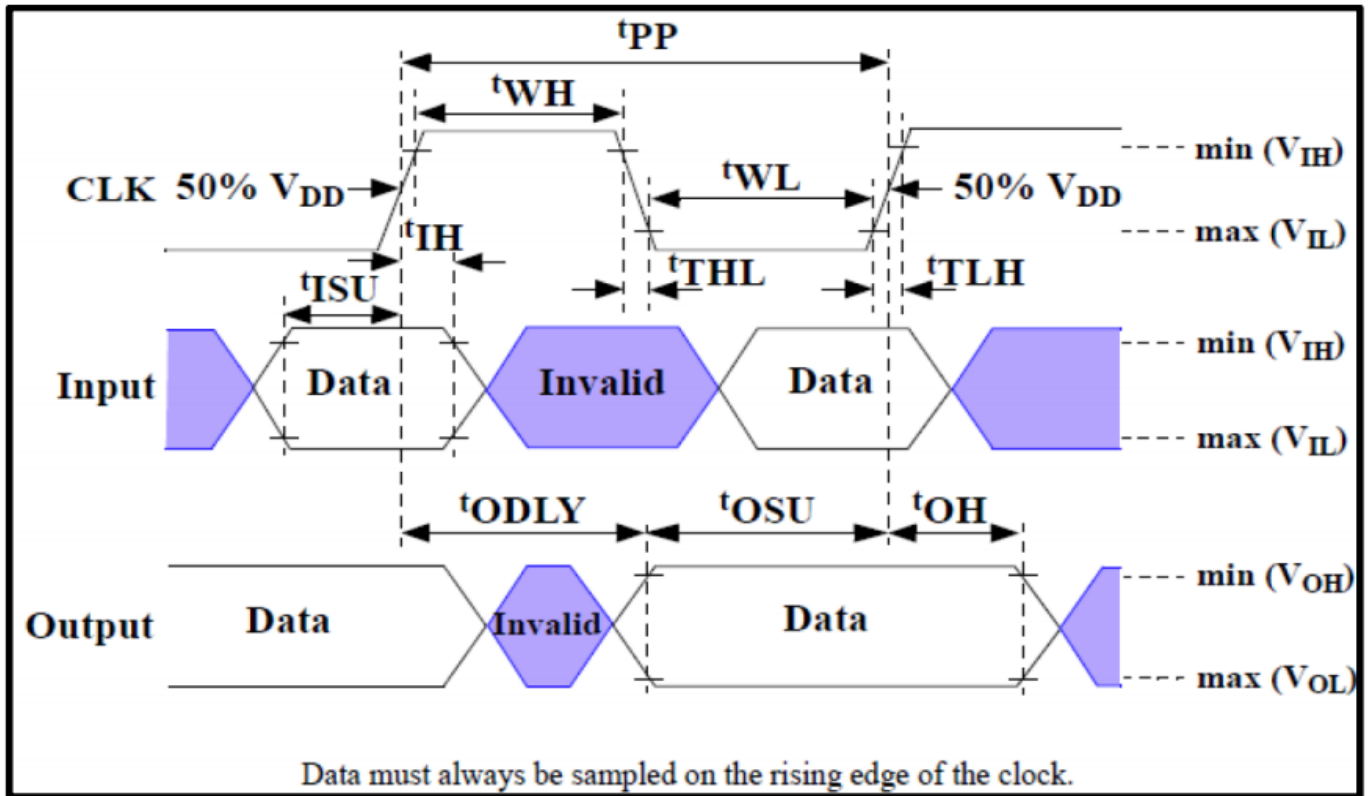 tPP
tWH
min (VIH)
CLK 50% VDD
tWL
50% VDD
max (VIL)
tIH
tTHL
tTLH
tISU
min (VIH)
Input
Data
Invalid
Data
max (VIL)
tODLY
tOSU
tOH
min (VOH)
Output
Data
Invalid
Data
max (VOL)
Data must always be sampled on the rising edge of the clock.